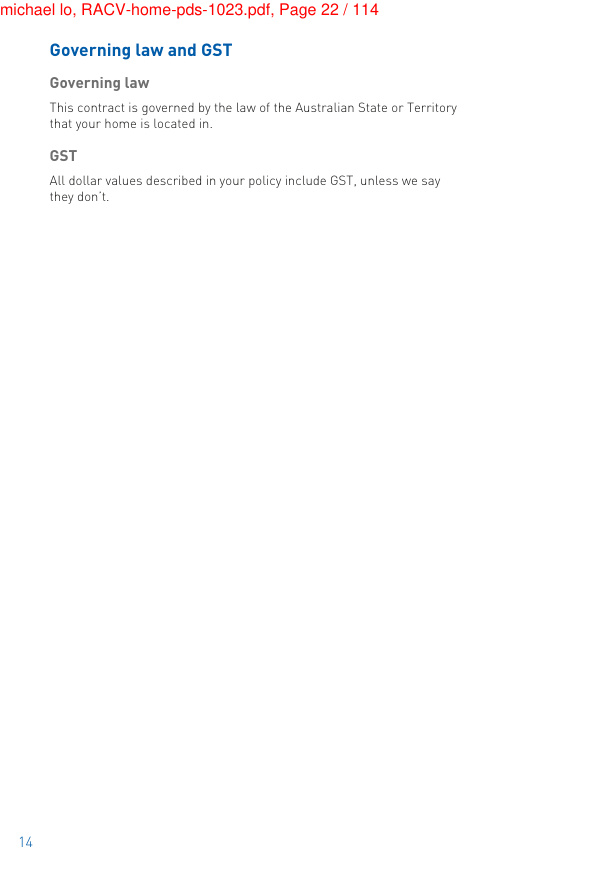 michael lo, RACV-home-pds-1023.pdf, Page 22 / 114
Governing law and GST
Governing law
This contract is governed by the law of the Australian State or Territory
that your home is located in.
GST
All dollar values described in your policy include GST, unless we say
they don't.
14